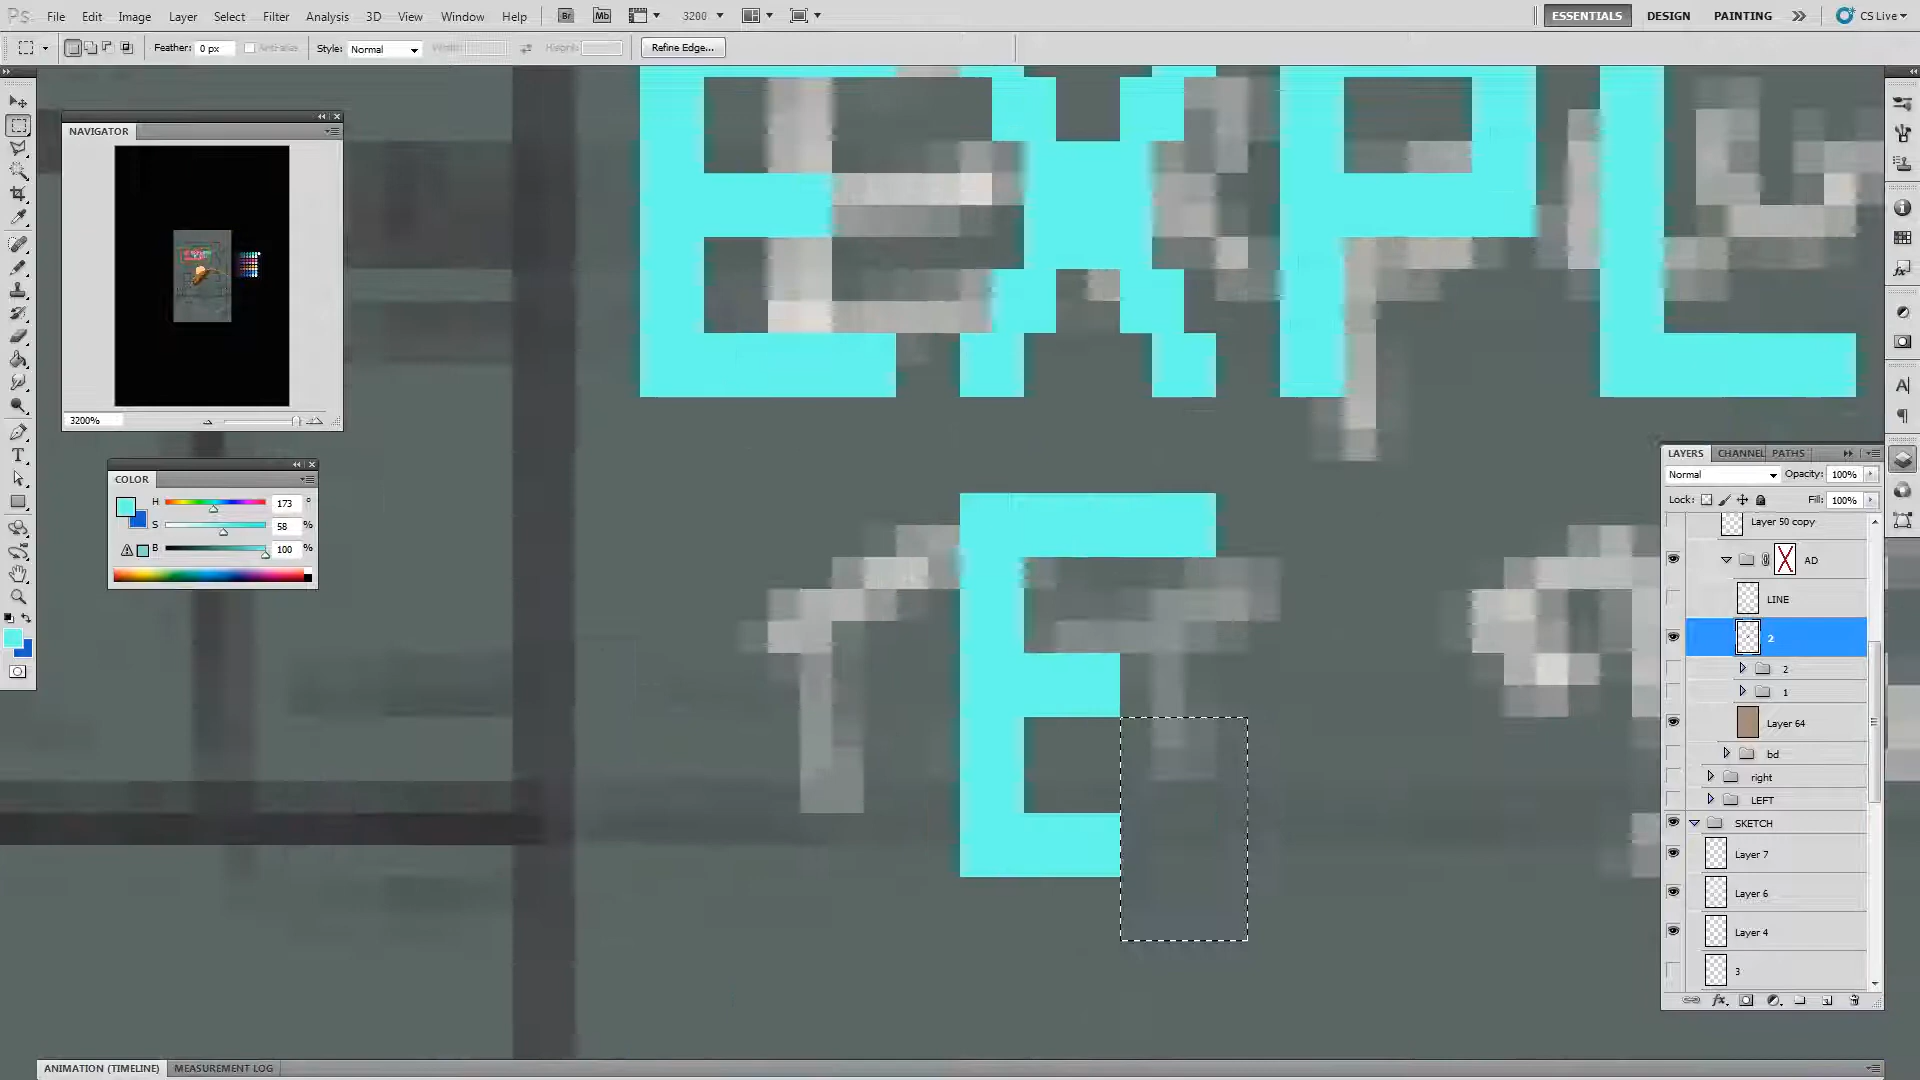 Ps File Edit Image Layer Select Filter Analysis 3D View Window Help Br Mb 3200 ESSENTIALS DESIGN PAINTING CS Live
Feather: 0 px Anti-alias Style: Normal Width: Height: Refine Edge...
NAVIGATOR
3200%
COLOR
H 173 °
S 58 %
B 100 %
EXPL
E
LAYERS CHANNEL PATHS
Normal Opacity: 100%
Lock: Fill: 100%
Layer 50 copy
AD
LINE
2
2
1
Layer 64
bd
right
LEFT
SKETCH
Layer 7
Layer 6
Layer 4
3
ANIMATION (TIMELINE) MEASUREMENT LOG